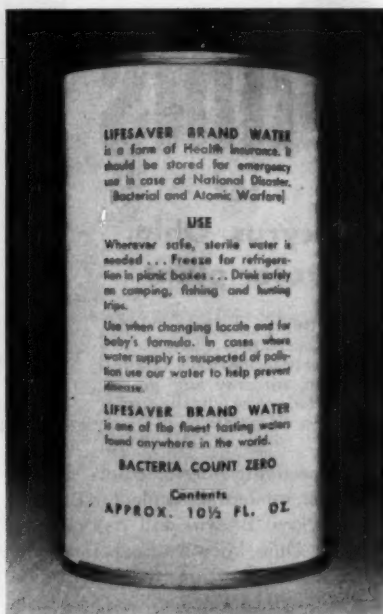 LIFESAVER BRAND WATER
is a form of Health Insurance. It
should be stored for emergency
use in case of National Disaster,
[Bacterial and Atomic Warfare]
USE
Wherever safe, sterile water is
needed . . . Freeze for refrigera-
tion in picnic boxes . . . Drink safely
on camping, fishing and hunting
trips.
Use when changing locale and for
baby's formula. In cases where
water supply is suspected of pollu-
tion use our water to help prevent
disease.
LIFESAVER BRAND WATER
is one of the finest tasting waters
found anywhere in the world.
BACTERIA COUNT ZERO
Contents
APPROX. 10½ FL. OZ.